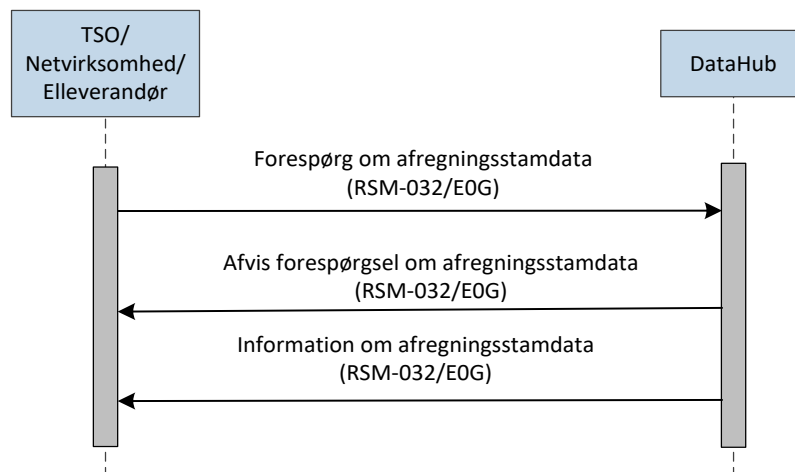 TSO/
Netvirksomhed/
Elleverandør
DataHub
Forespørg om afregningsstamdata
(RSM-032/E0G)
Afvis forespørgsel om afregningsstamdata
(RSM-032/E0G)
Information om afregningsstamdata
(RSM-032/E0G)